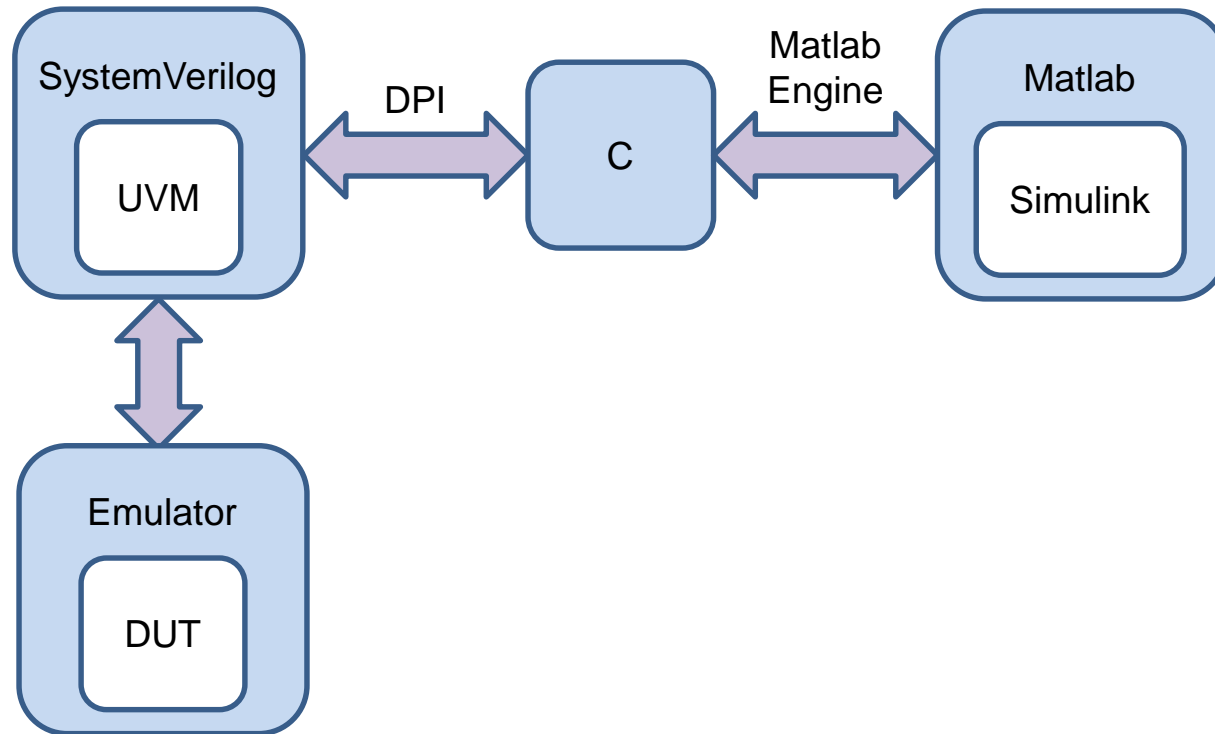 SystemVerilog
UVM
DPI
C
Matlab
Engine
Matlab
Simulink
Emulator
DUT